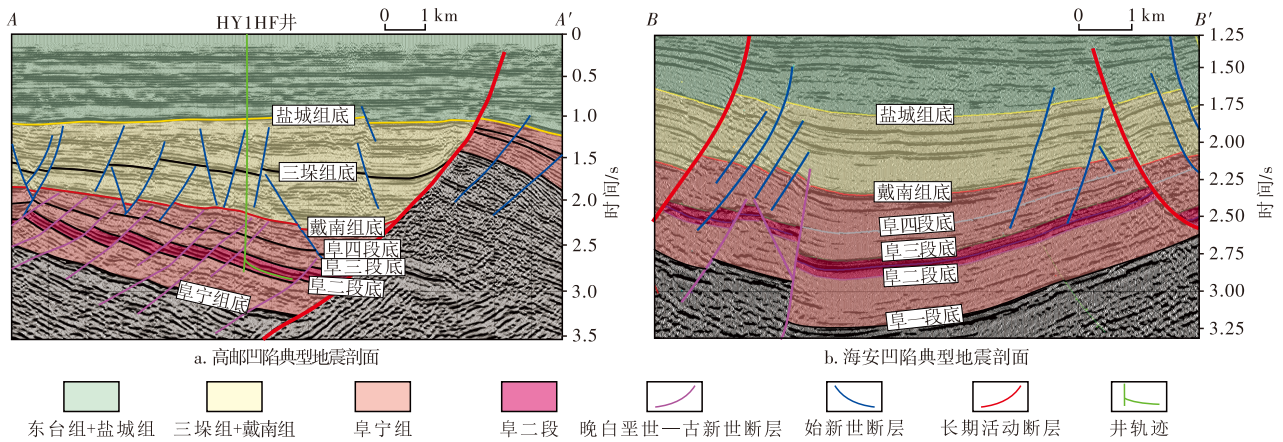 A HY1HF井 0 1 km A′
0
0.5
1.0
1.5
2.0
2.5
3.0
3.5
时间/s
盐城组底
三垛组底
戴南组底
阜四段底
阜三段底
阜二段底
阜宁组底
a. 高邮凹陷典型地震剖面
B 0 1 km B′
1.25
1.50
1.75
2.00
2.25
2.50
2.75
3.00
3.25
时间/s
盐城组底
戴南组底
阜四段底
阜三段底
阜二段底
阜一段底
b. 海安凹陷典型地震剖面
东台组+盐城组 三垛组+戴南组 阜宁组 阜二段 晚白垩世—古新世断层 始新世断层 长期活动断层 井轨迹